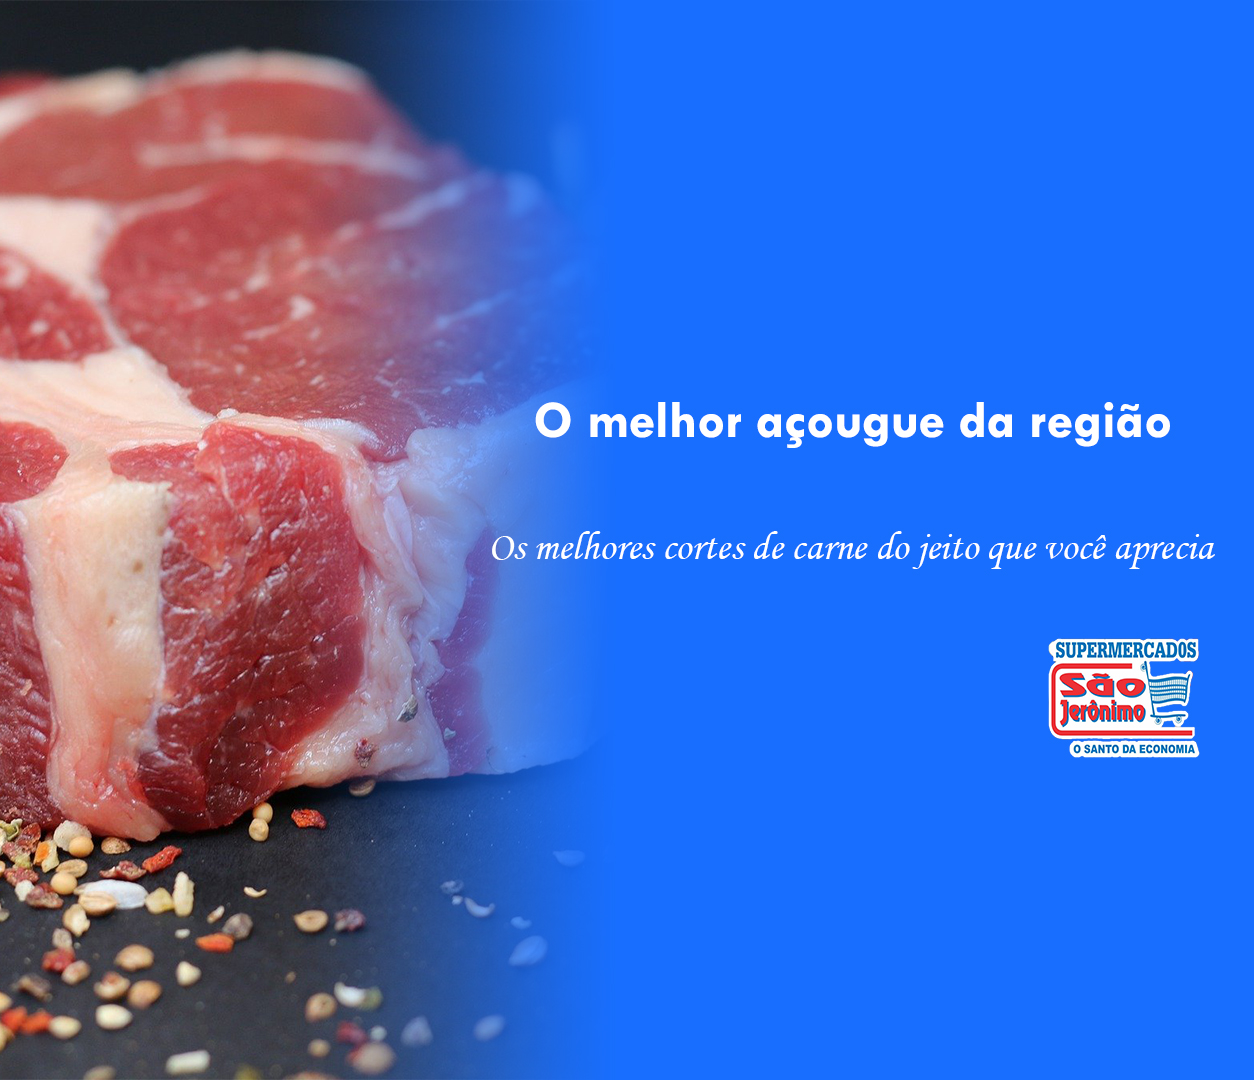 O melhor açougue da região
Os melhores cortes de carne do jeito que você aprecia
SUPERMERCADOS
São
Jerônimo
O SANTO DA ECONOMIA